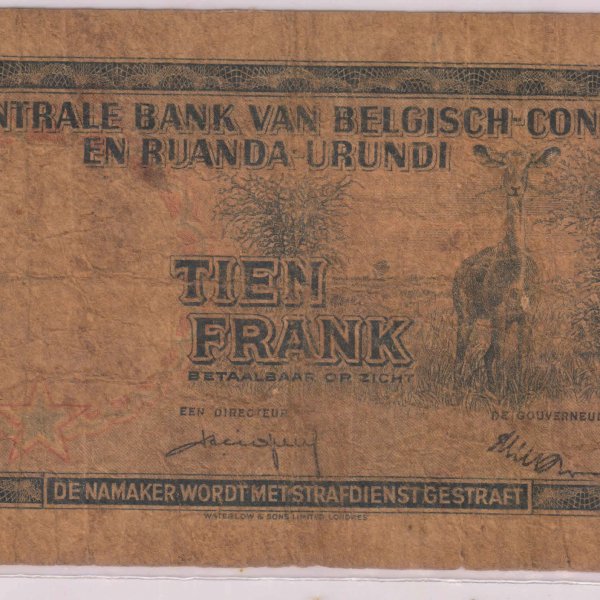 NTRALE BANK VAN BELGISCH-CON
EN RUANDA-URUNDI
TIEN
FRANK
BETAALBAAR OP ZICHT
EEN DIRECTEUR
DE GOUVERNEU
DE NAMAKER WORDT MET STRAFDIENST GESTRAFT
WATERLOW & SONS LIMITED, LONDRES